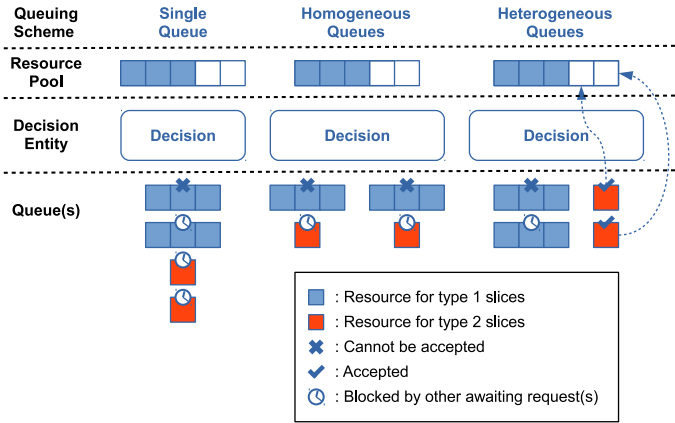 Queuing
Scheme
Single
Queue
Homogeneous
Queues
Heterogeneous
Queues
Resource
Pool
Decision
Entity
Decision
Decision
Decision
Queue(s)
: Resource for type 1 slices
: Resource for type 2 slices
: Cannot be accepted
: Accepted
: Blocked by other awaiting request(s)